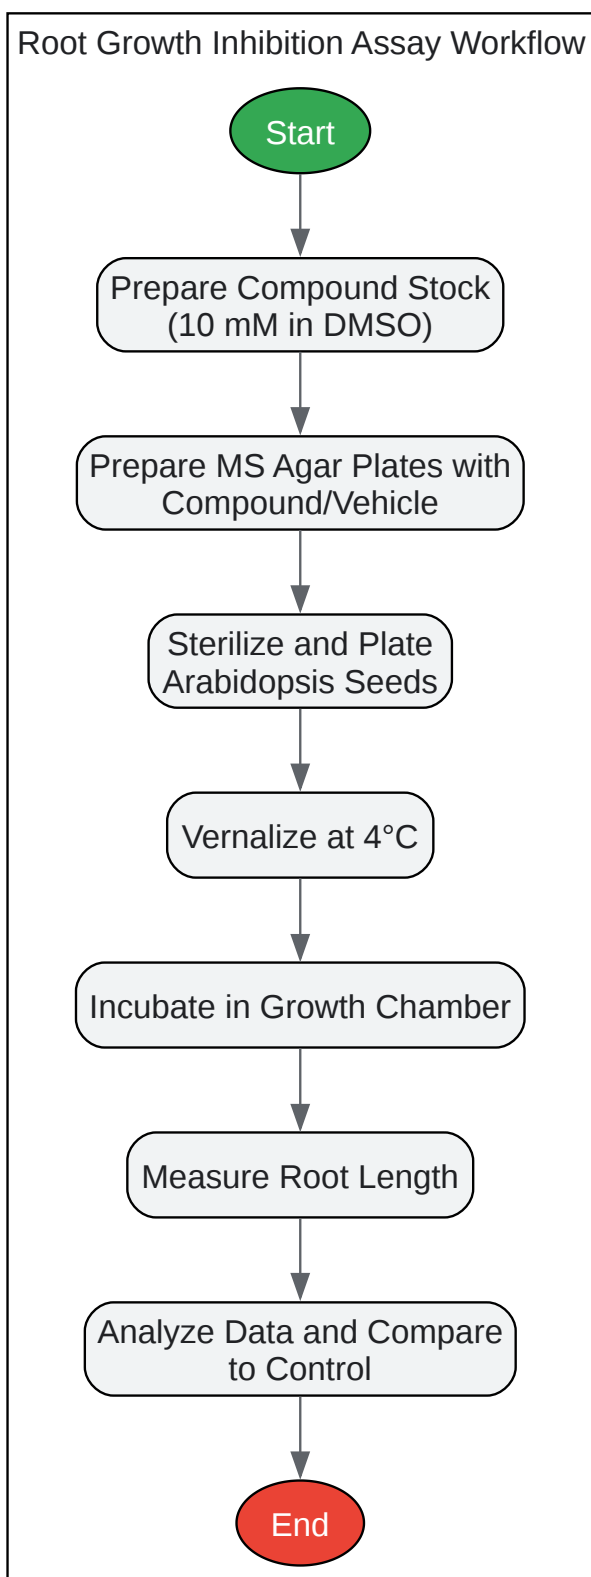 Root Growth Inhibition Assay Workflow
Start
Prepare Compound Stock
(10 mM in DMSO)
Prepare MS Agar Plates with
Compound/Vehicle
Sterilize and Plate
Arabidopsis Seeds
Vernalize at 4°C
Incubate in Growth Chamber
Measure Root Length
Analyze Data and Compare
to Control
End